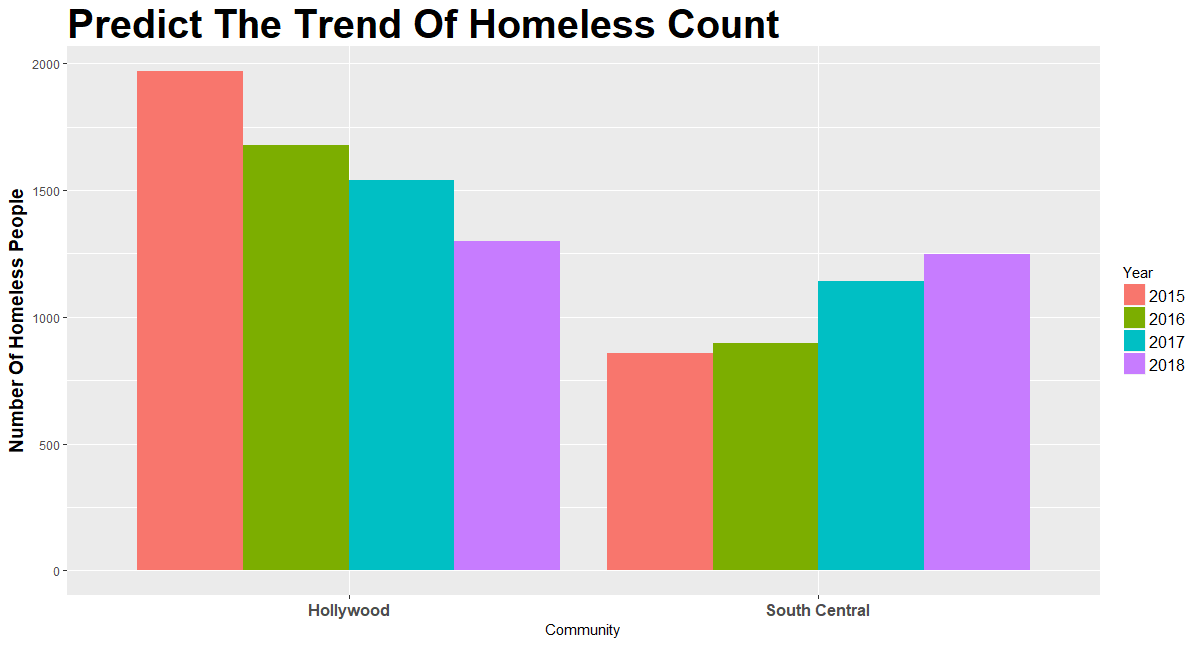 Predict The Trend Of Homeless Count
Number Of Homeless People
2000
1500
1000
500
0
Hollywood
South Central
Community
Year
2015
2016
2017
2018